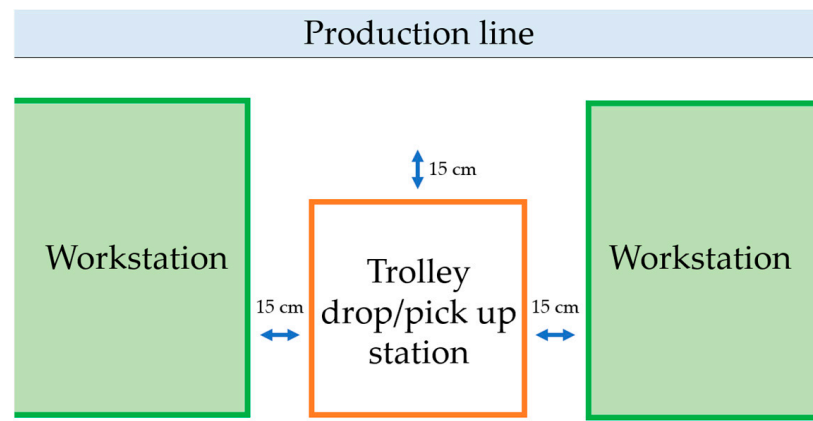 Production line
15 cm
Workstation
Trolley
drop/pick up
station
Workstation
15 cm
15 cm